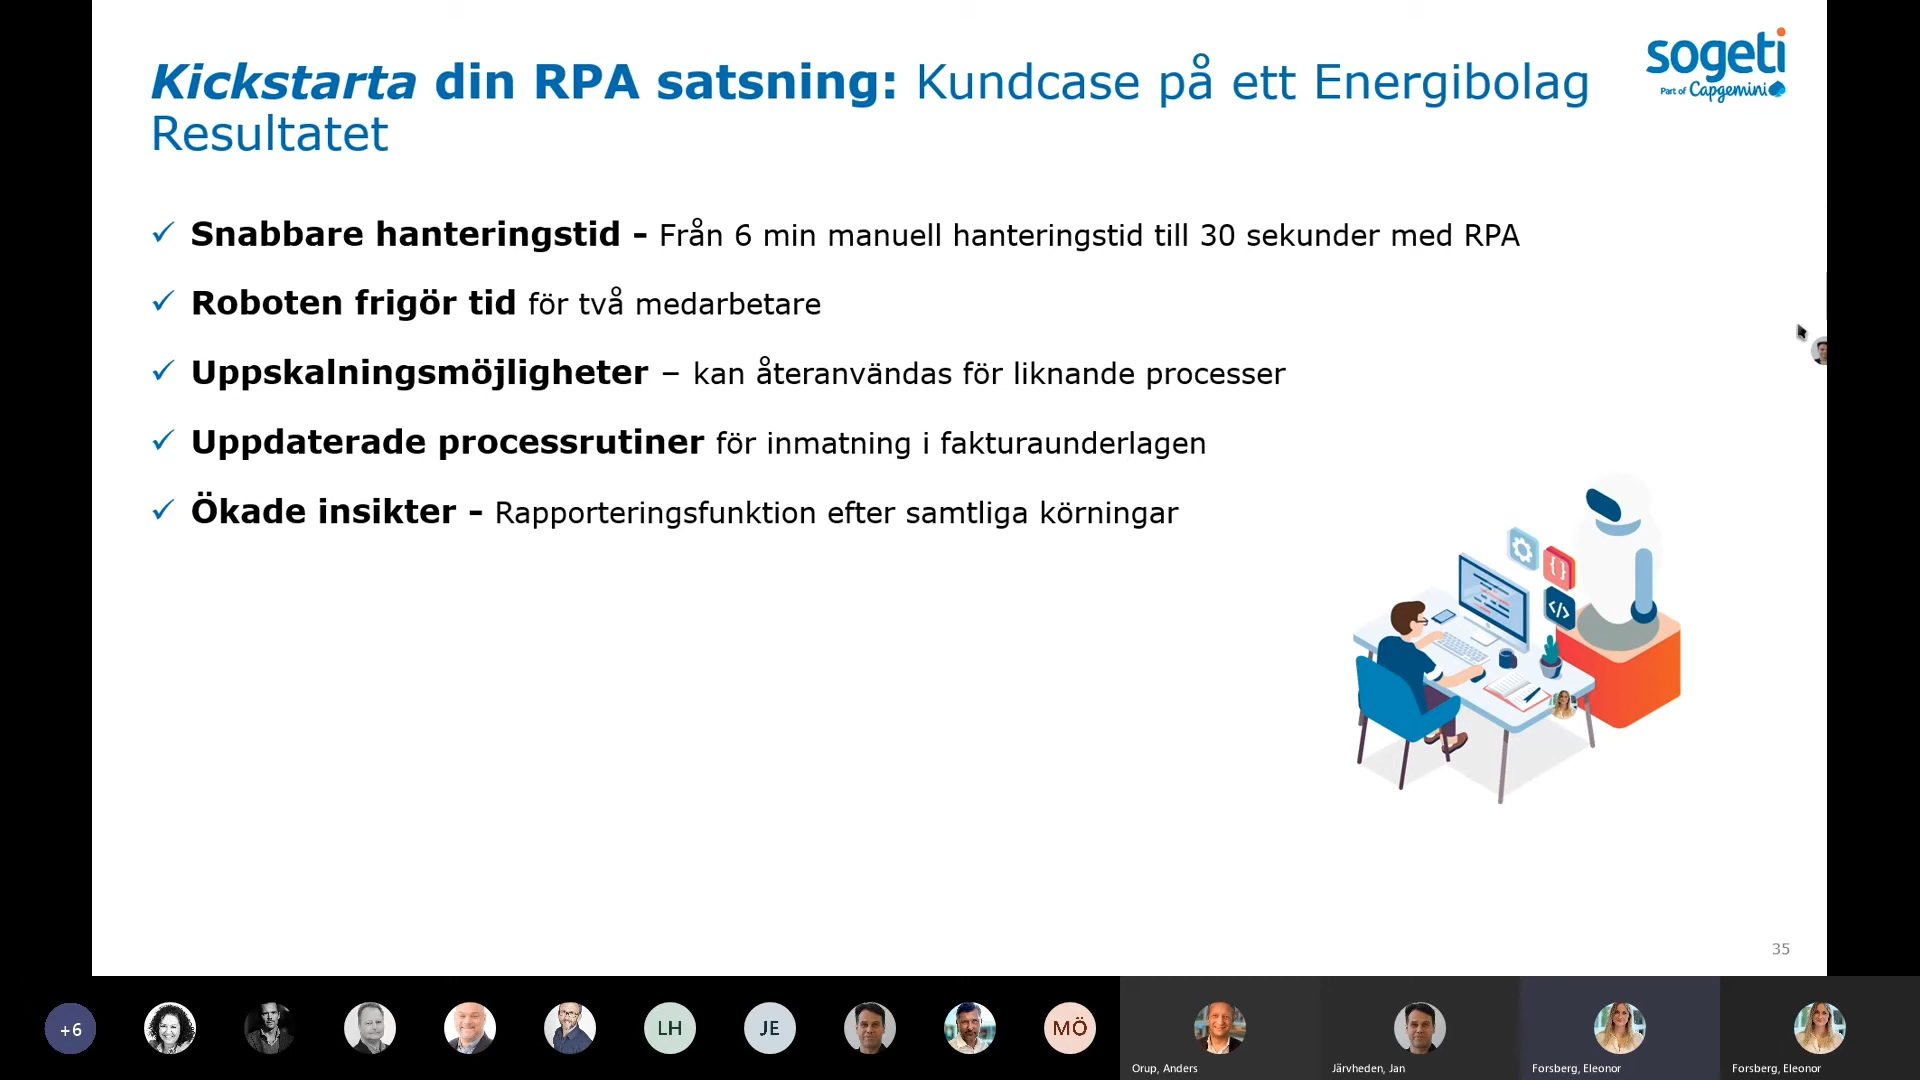 Kickstarta din RPA satsning: Kundcase på ett Energibolag
Resultatet
sogeti
Part of Capgemini
✓ Snabbare hanteringstid - Från 6 min manuell hanteringstid till 30 sekunder med RPA
✓ Roboten frigör tid för två medarbetare
✓ Uppskalningsmöjligheter – kan återanvändas för liknande processer
✓ Uppdaterade processrutiner för inmatning i fakturaunderlagen
✓ Ökade insikter - Rapporteringsfunktion efter samtliga körningar
{ }
</>
35
+6
LH
JE
MÖ
Orup, Anders
Järvheden, Jan
Forsberg, Eleonor
Forsberg, Eleonor